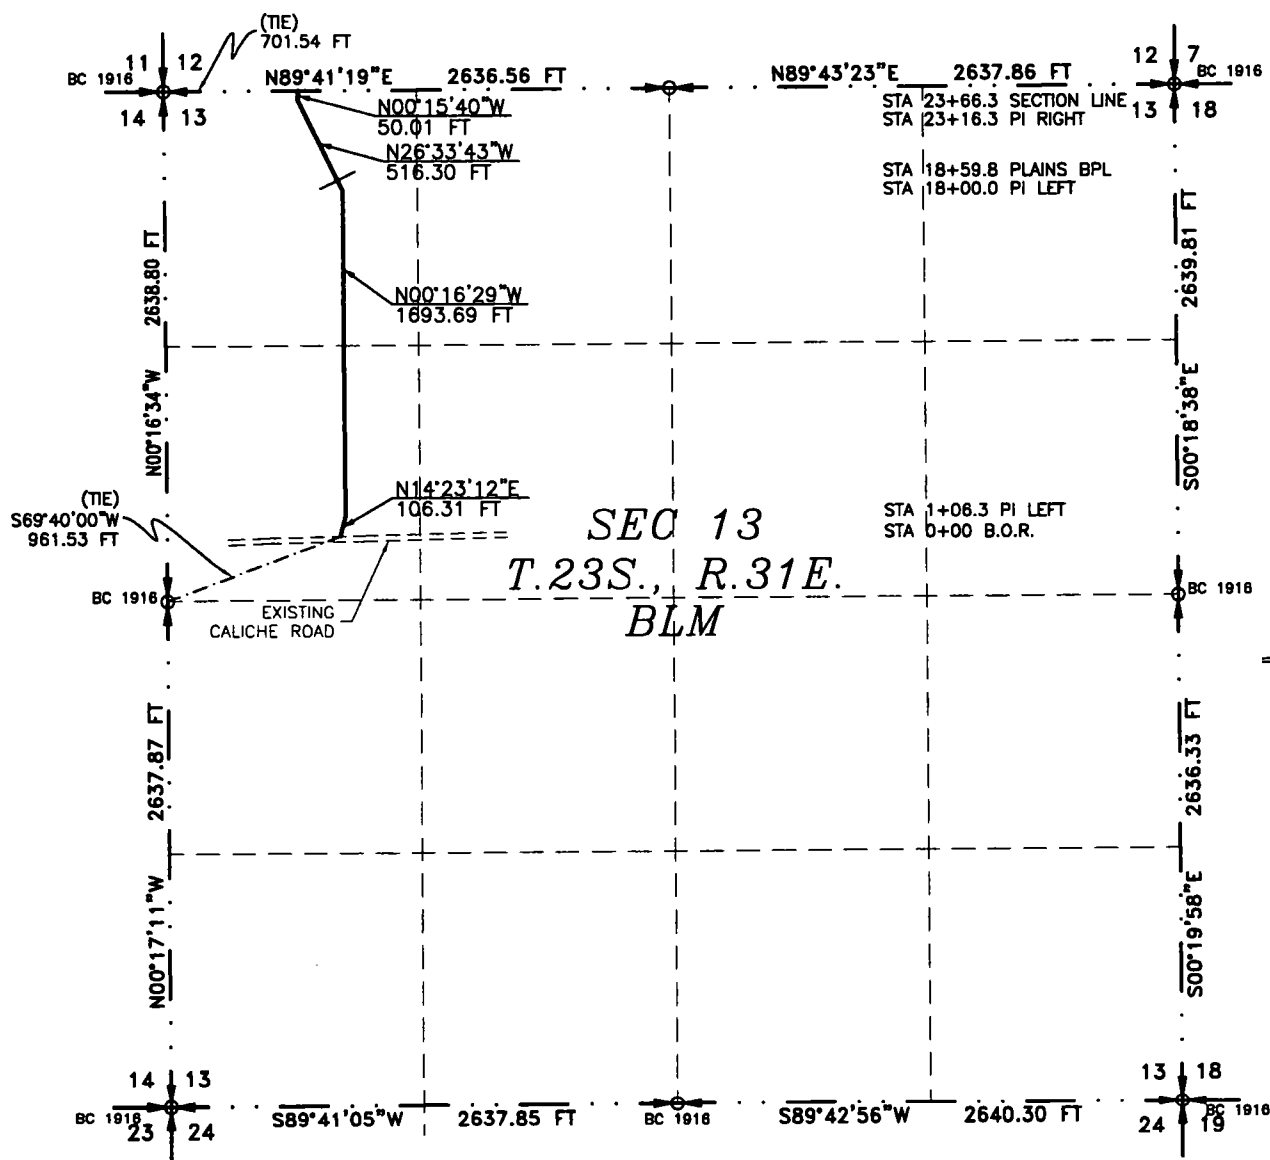 (TIE)
701.54 FT
11 12
BC 1916
14 13
N89°41'19"E 2636.56 FT
N89°43'23"E 2637.86 FT
12 7
BC 1916
13 18
STA 23+66.3 SECTION LINE
STA 23+16.3 PI RIGHT
N00°15'40"W
50.01 FT
N26°33'43"W
516.30 FT
STA 18+59.8 PLAINS BPL
STA 18+00.0 PI LEFT
N00°16'34"W 2638.80 FT
S00°18'38"E 2639.81 FT
N00°16'29"W
1693.69 FT
(TIE)
S69°40'00"W
961.53 FT
N14°23'12"E
106.31 FT
STA 1+06.3 PI LEFT
STA 0+00 B.O.R.
SEC 13
T.23S., R.31E.
BLM
BC 1916
EXISTING
CALICHE ROAD
BC 1916
N00°17'11"W 2637.87 FT
S00°19'58"E 2636.33 FT
14 13
BC 1916
23 24
S89°41'05"W 2637.85 FT
BC 1916
S89°42'56"W 2640.30 FT
13 18
BC 1916
24 19